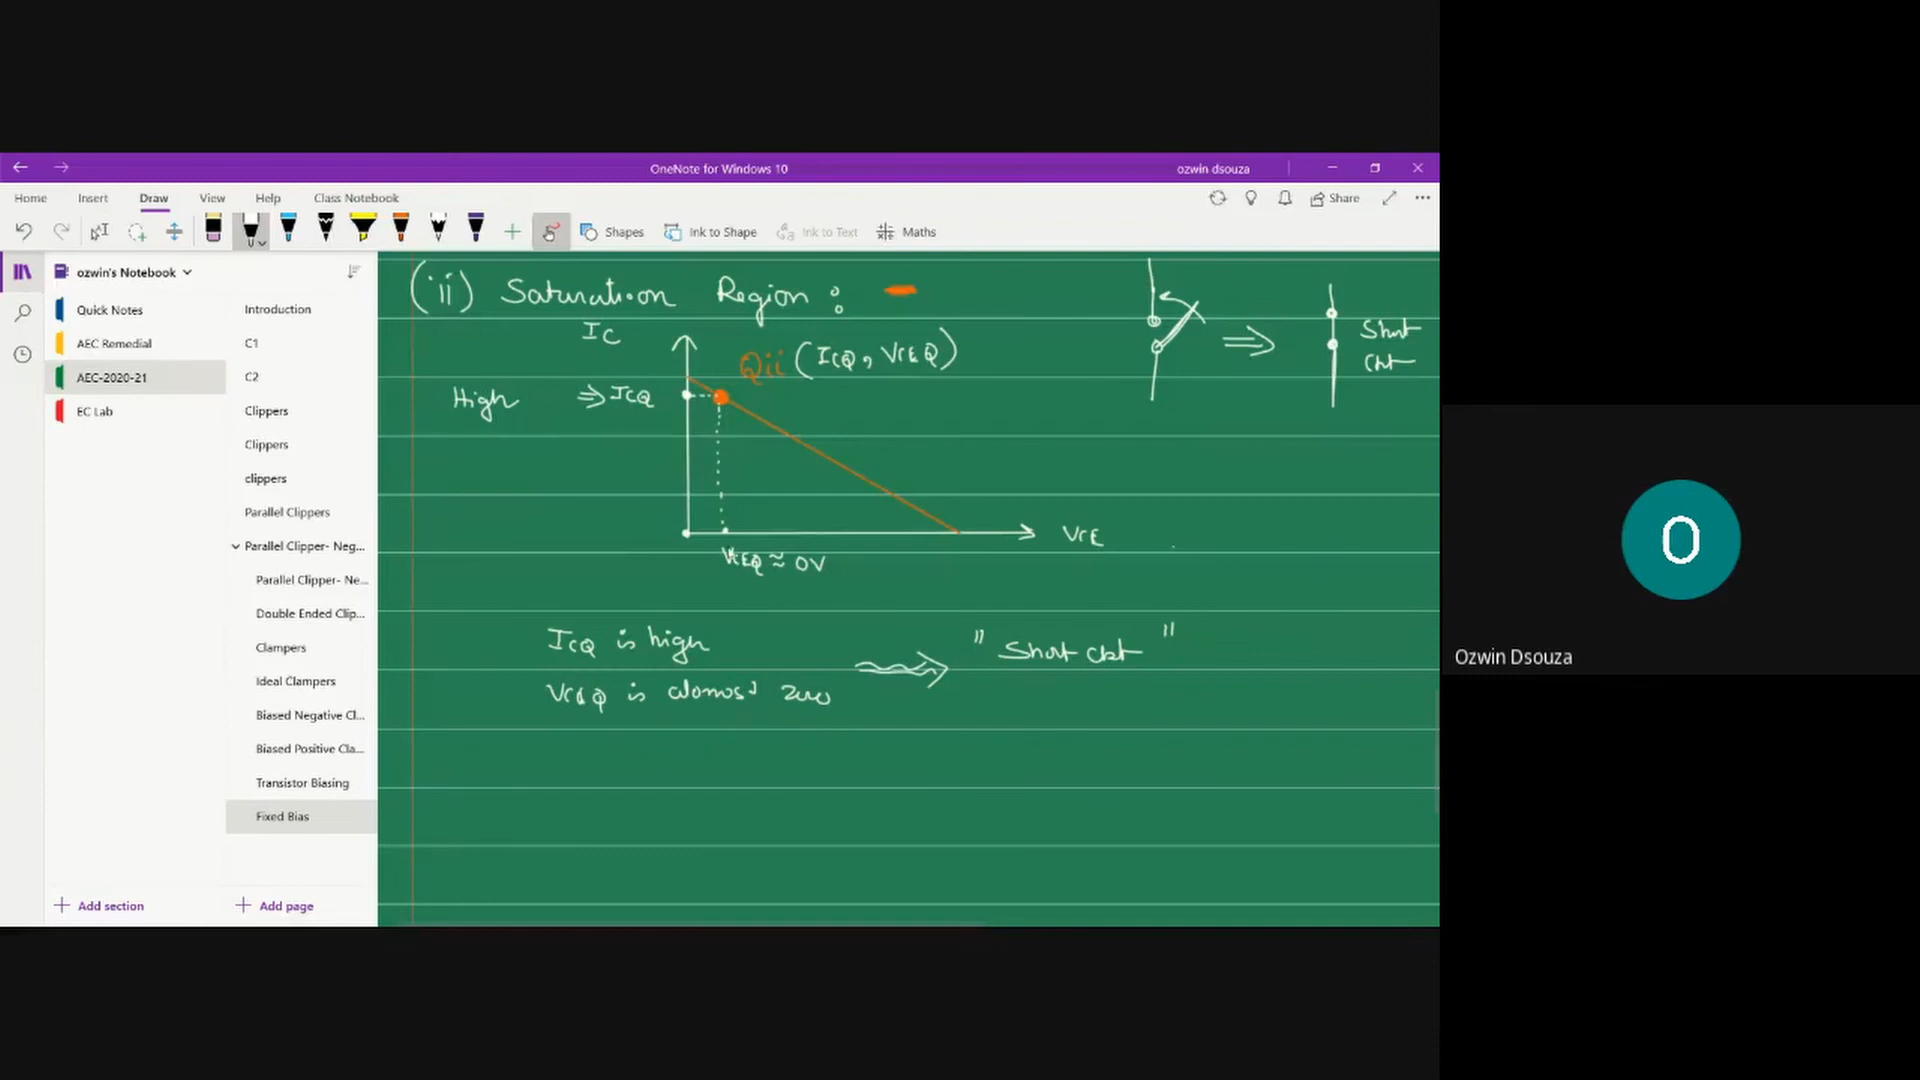 OneNote for Windows 10
ozwin dsouza
Home Insert Draw View Help Class Notebook
Share
Shapes Ink to Shape Ink to Text Maths
ozwin's Notebook
Quick Notes
AEC Remedial
AEC-2020-21
EC Lab
Introduction
C1
C2
Clippers
Clippers
clippers
Parallel Clippers
Parallel Clipper- Neg...
Parallel Clipper- Ne...
Double Ended Clip...
Clampers
Ideal Clampers
Biased Negative Cl...
Biased Positive Cla...
Transistor Biasing
Fixed Bias
Add section
Add page
(ii) Saturation Region :
IC
Qii (ICQ, VCEQ)
High ⇒ ICQ
VCE
VCEQ ≈ 0V
⇒
Short
Ckt
ICQ is high
VCEQ is almost zero
" Short Ckt "
O
Ozwin Dsouza